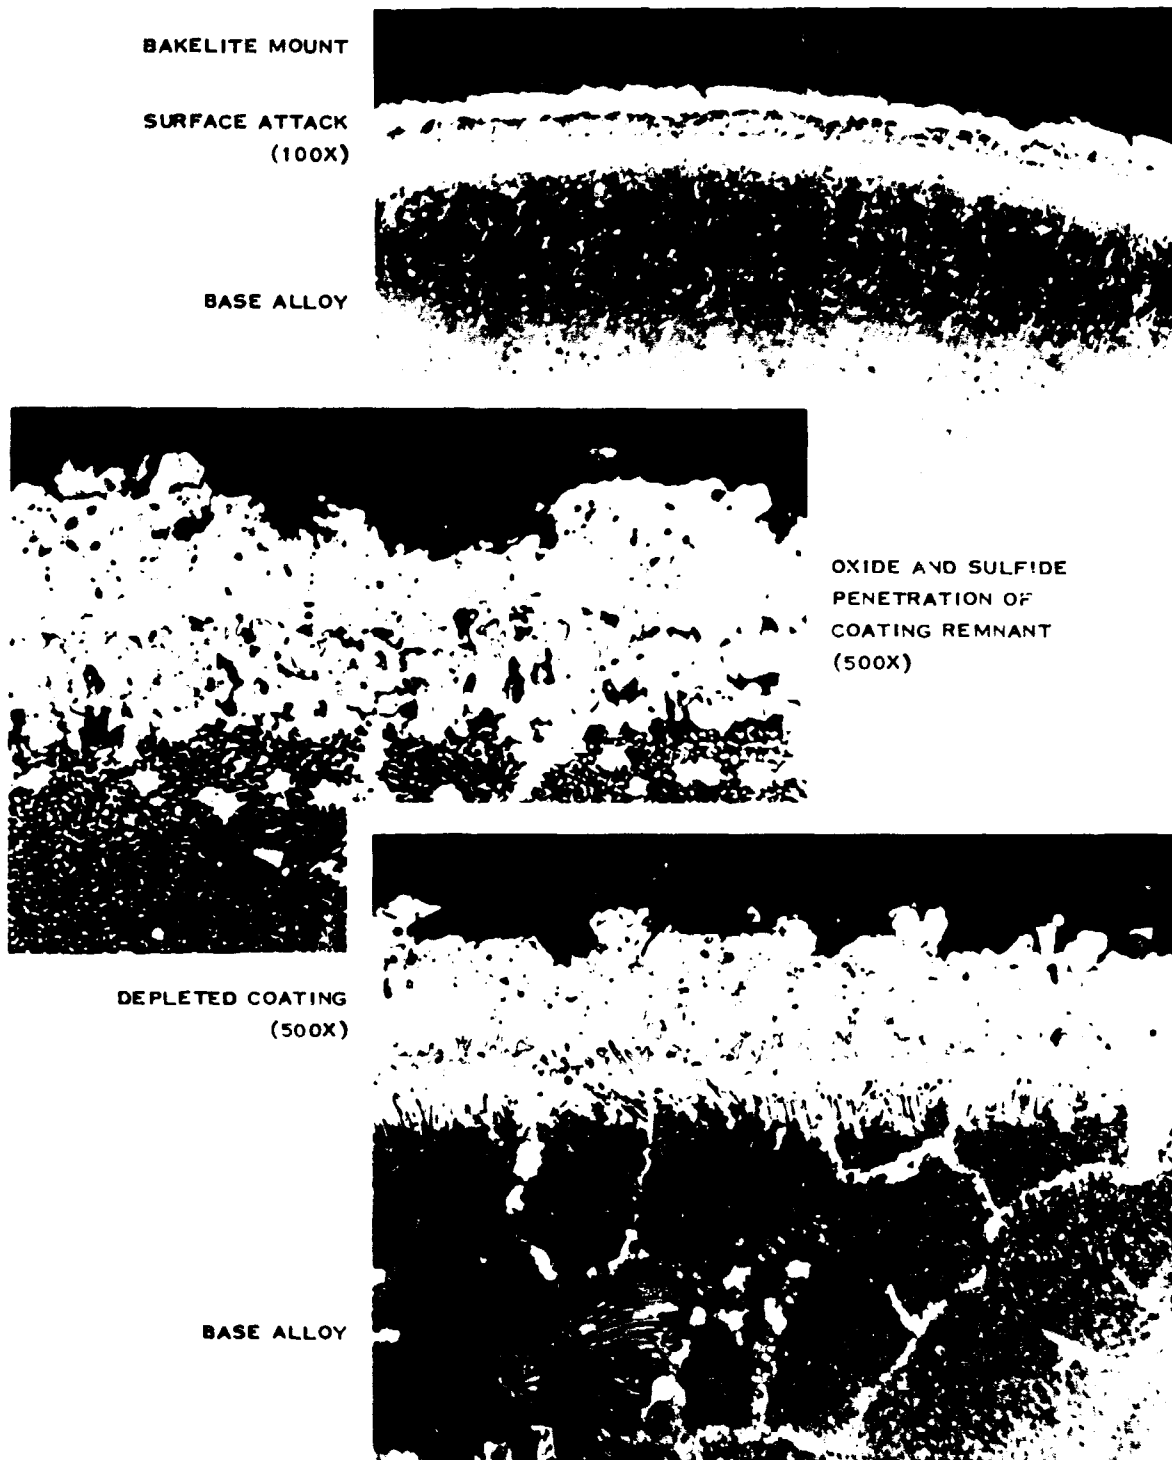 BAKELITE MOUNT
SURFACE ATTACK
(100X)
BASE ALLOY
OXIDE AND SULFIDE
PENETRATION OF
COATING REMNANT
(500X)
DEPLETED COATING
(500X)
BASE ALLOY